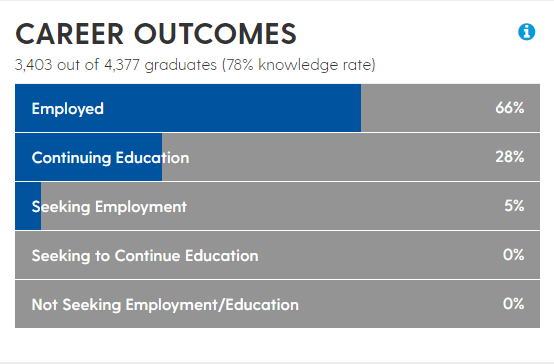 CAREER OUTCOMES
3,403 out of 4,377 graduates (78% knowledge rate)
Employed 66%
Continuing Education 28%
Seeking Employment 5%
Seeking to Continue Education 0%
Not Seeking Employment/Education 0%